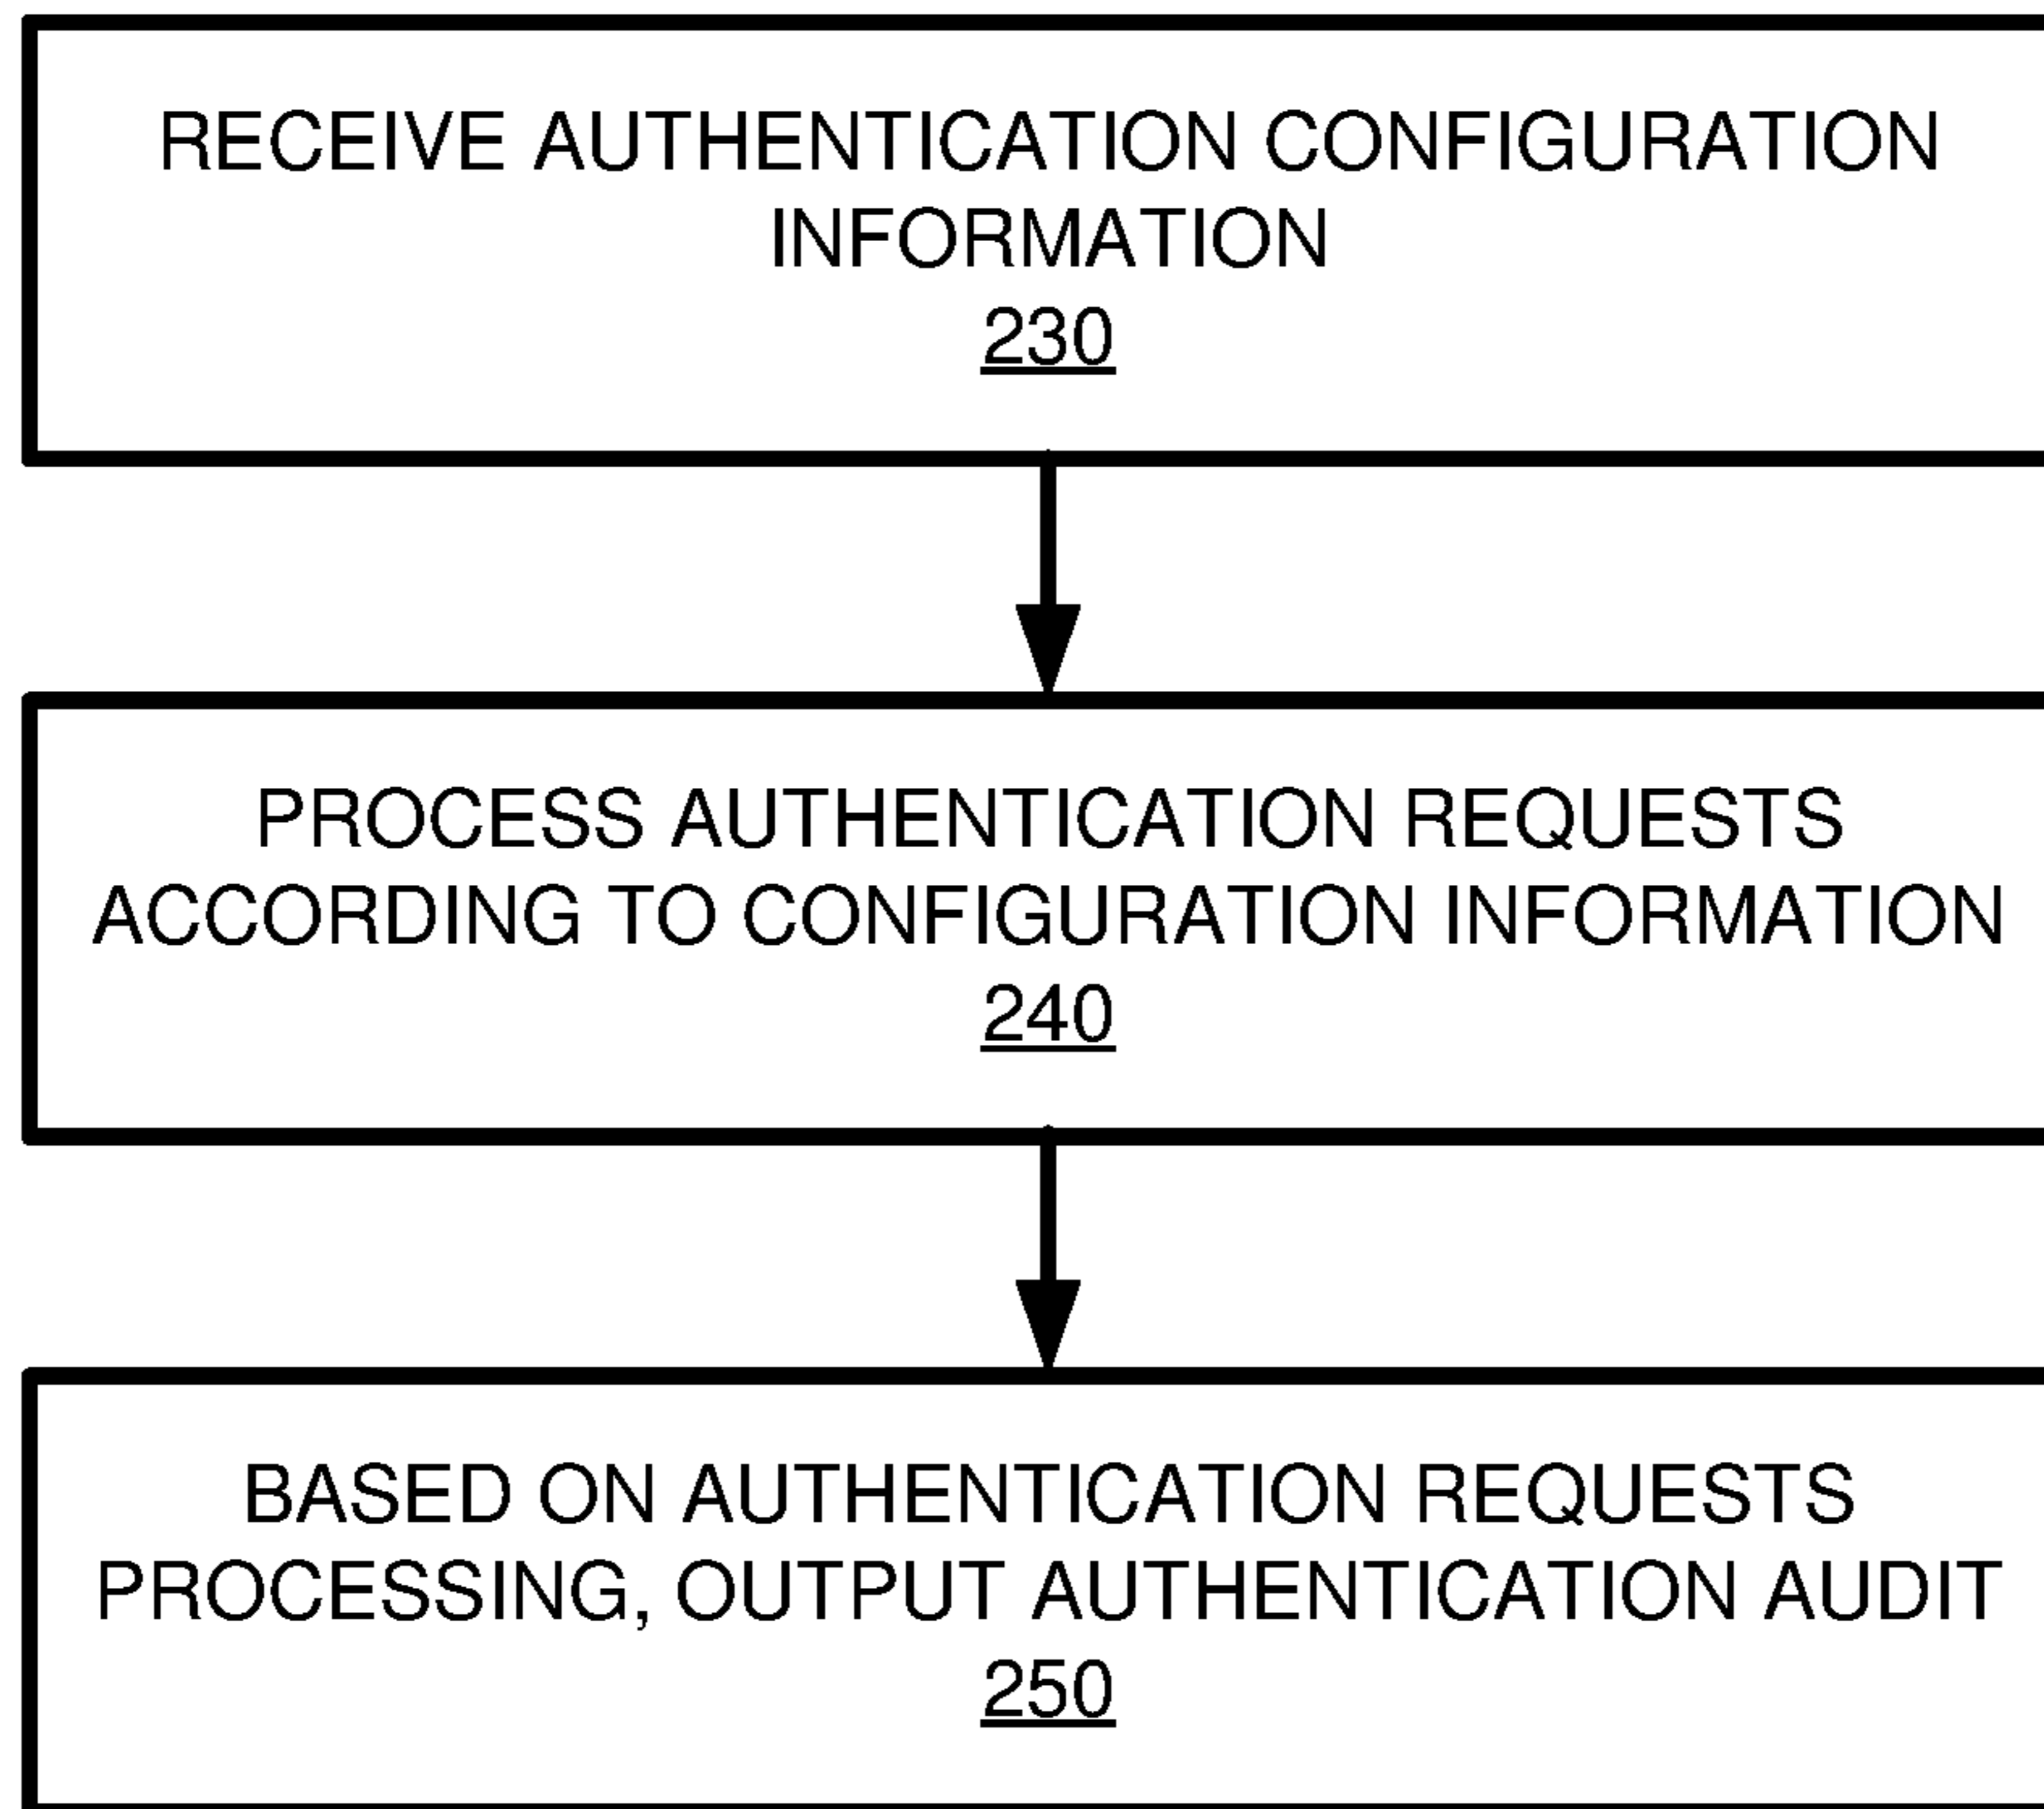 RECEIVE AUTHENTICATION CONFIGURATION
INFORMATION
230
PROCESS AUTHENTICATION REQUESTS
ACCORDING TO CONFIGURATION INFORMATION
240
BASED ON AUTHENTICATION REQUESTS
PROCESSING, OUTPUT AUTHENTICATION AUDIT
250